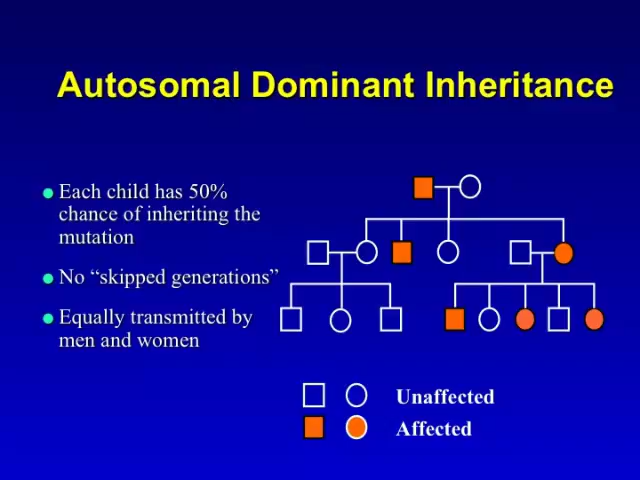 Autosomal Dominant Inheritance
Each child has 50%
chance of inheriting the
mutation
No “skipped generations”
Equally transmitted by
men and women
Unaffected
Affected